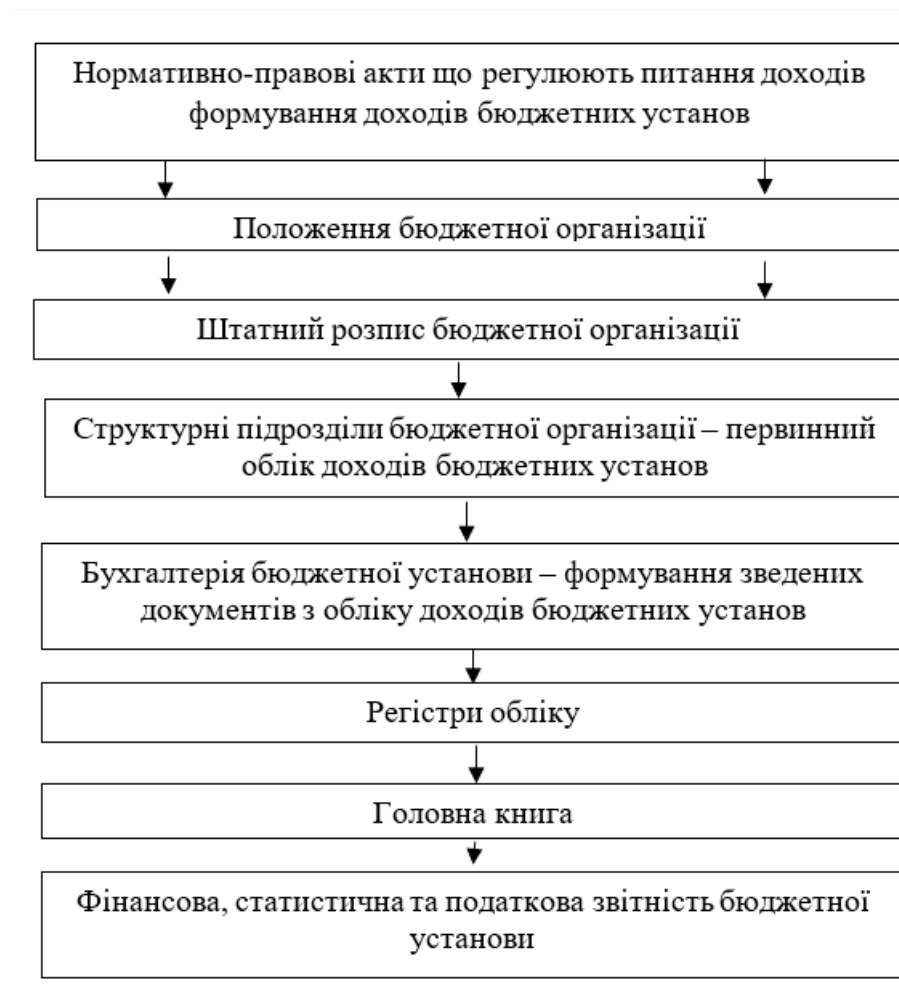 Нормативно-правові акти що регулюють питання доходів
формування доходів бюджетних установ
Положення бюджетної організації
Штатний розпис бюджетної організації
Структурні підрозділи бюджетної організації – первинний
облік доходів бюджетних установ
Бухгалтерія бюджетної установи – формування зведених
документів з обліку доходів бюджетних установ
Регістри обліку
Головна книга
Фінансова, статистична та податкова звітність бюджетної
установи